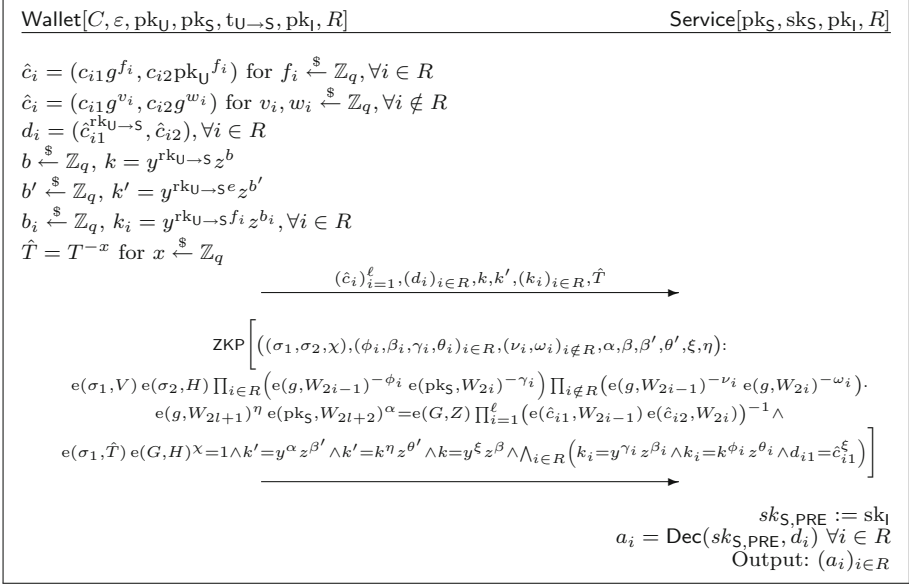 Wallet[C, ε, pk_U, pk_S, t_{U→S}, pk_I, R] Service[pk_S, sk_S, pk_I, R]
ĉ_i = (c_{i1}g^{f_i}, c_{i2}pk_U^{f_i}) for f_i ←$ ℤ_q, ∀i ∈ R
ĉ_i = (c_{i1}g^{v_i}, c_{i2}g^{w_i}) for v_i, w_i ←$ ℤ_q, ∀i ∉ R
d_i = (ĉ_{i1}^{rk_{U→S}}, ĉ_{i2}), ∀i ∈ R
b ←$ ℤ_q, k = y^{rk_{U→S}} z^b
b′ ←$ ℤ_q, k′ = y^{rk_{U→S}e} z^{b′}
b_i ←$ ℤ_q, k_i = y^{rk_{U→S}f_i} z^{b_i}, ∀i ∈ R
T̂ = T^{−x} for x ←$ ℤ_q
(ĉ_i)_{i=1}^ℓ, (d_i)_{i∈R}, k, k′, (k_i)_{i∈R}, T̂
ZKP[((σ_1,σ_2,χ),(φ_i,β_i,γ_i,θ_i)_{i∈R},(ν_i,ω_i)_{i∉R},α,β,β′,θ′,ξ,η):
e(σ_1,V) e(σ_2,H) ∏_{i∈R}(e(g,W_{2i−1})^{−φ_i} e(pk_S,W_{2i})^{−γ_i}) ∏_{i∉R}(e(g,W_{2i−1})^{−ν_i} e(g,W_{2i})^{−ω_i})·
e(g,W_{2l+1})^η e(pk_S,W_{2l+2})^α=e(G,Z) ∏_{i=1}^ℓ(e(ĉ_{i1},W_{2i−1}) e(ĉ_{i2},W_{2i}))^{−1} ∧
e(σ_1,T̂) e(G,H)^χ=1∧k′=y^α z^{β′}∧k′=k^η z^{θ′}∧k=y^ξ z^β∧⋀_{i∈R}(k_i=y^{γ_i} z^{β_i}∧k_i=k^{φ_i} z^{θ_i}∧d_{i1}=ĉ_{i1}^ξ)]
sk_{S,PRE} := sk_I
a_i = Dec(sk_{S,PRE}, d_i) ∀i ∈ R
Output: (a_i)_{i∈R}